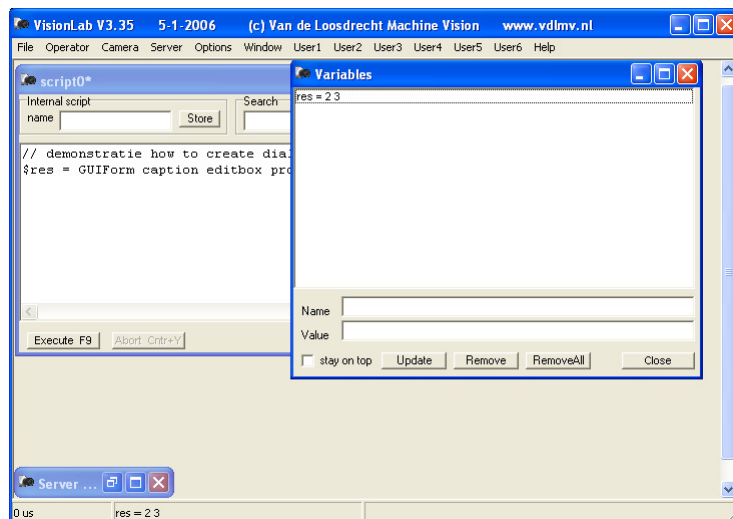 VisionLab V3.35 5-1-2006 (c) Van de Loosdrecht Machine Vision www.vdlmv.nl
File Operator Camera Server Options Window User1 User2 User3 User4 User5 User6 Help
script0*
Internal script
name Store
Search
// demonstratie how to create dial
$res = GUIForm caption editbox pro
Execute F9 Abort Cntr+Y
Variables
res = 2 3
Name
Value
stay on top Update Remove RemoveAll Close
Server ...
0 us res = 2 3